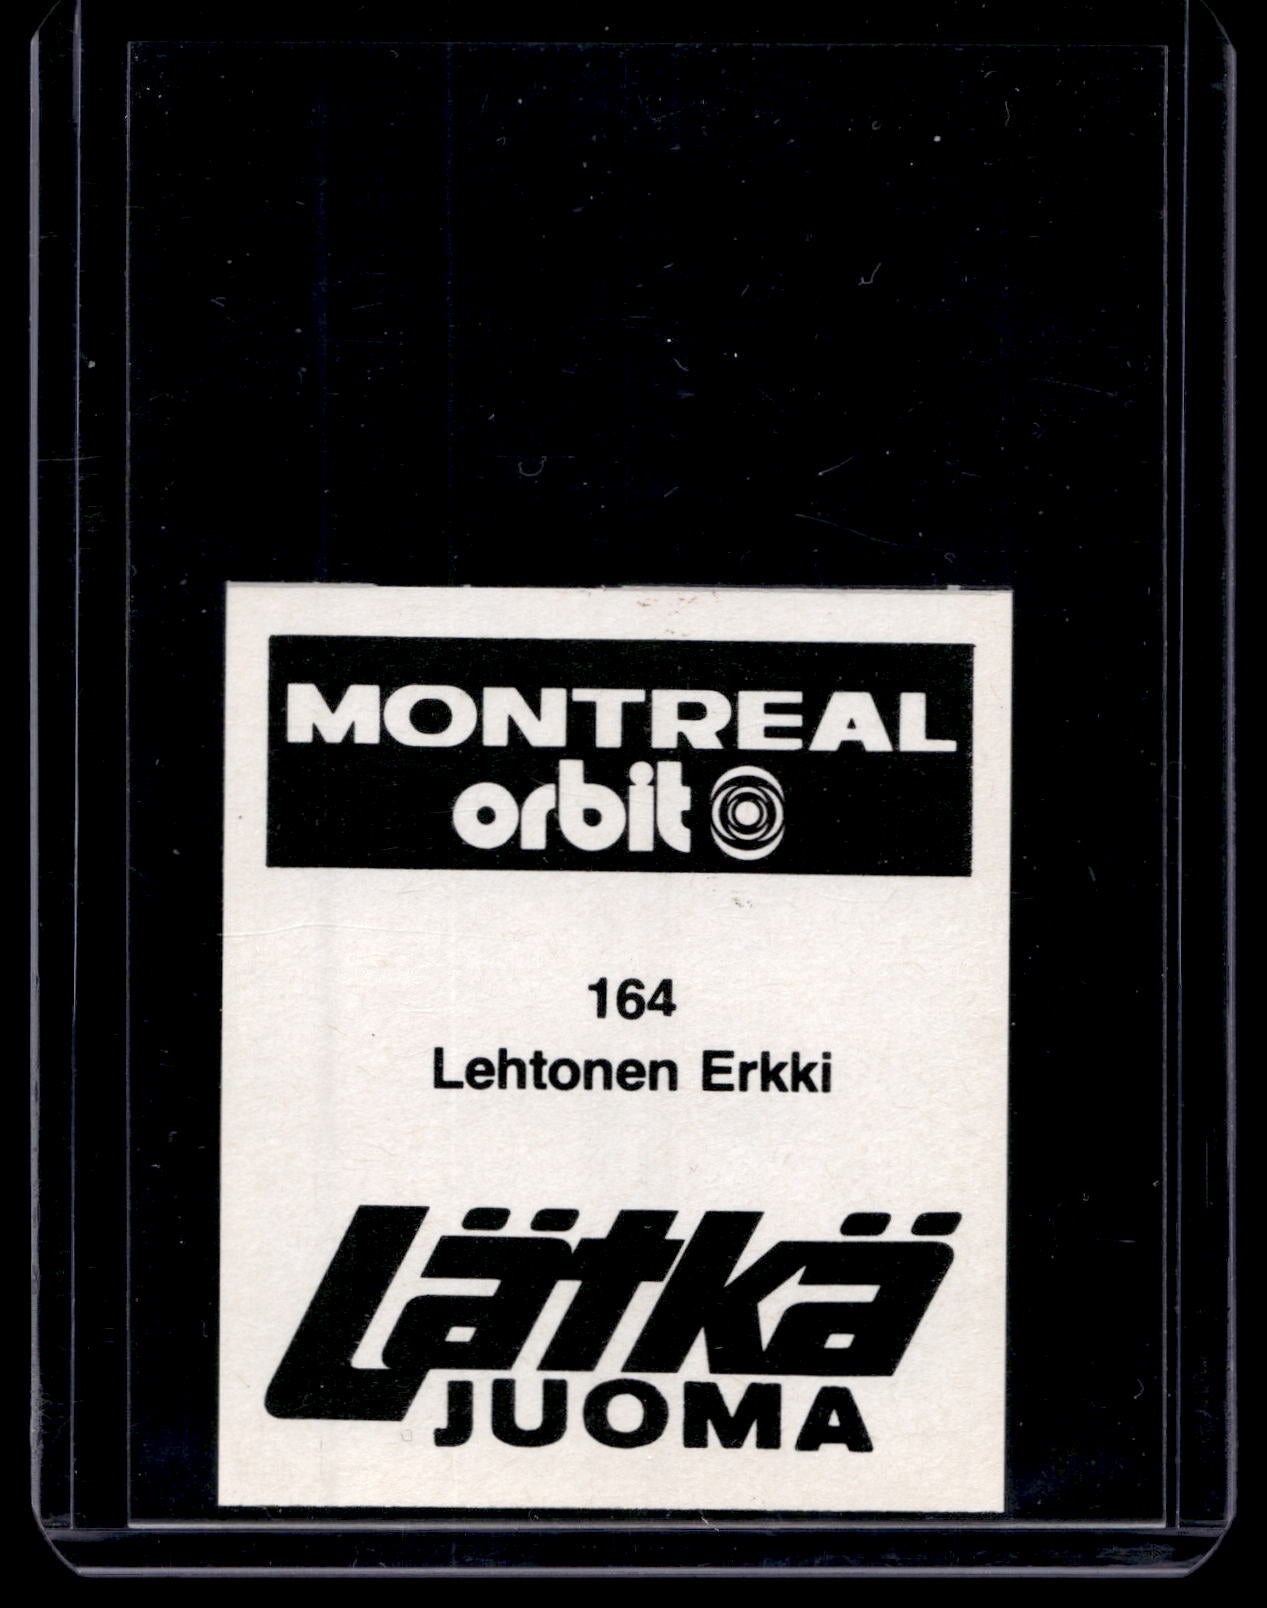 MONTREAL
orbit
164
Lehtonen Erkki
Lätkä
JUOMA